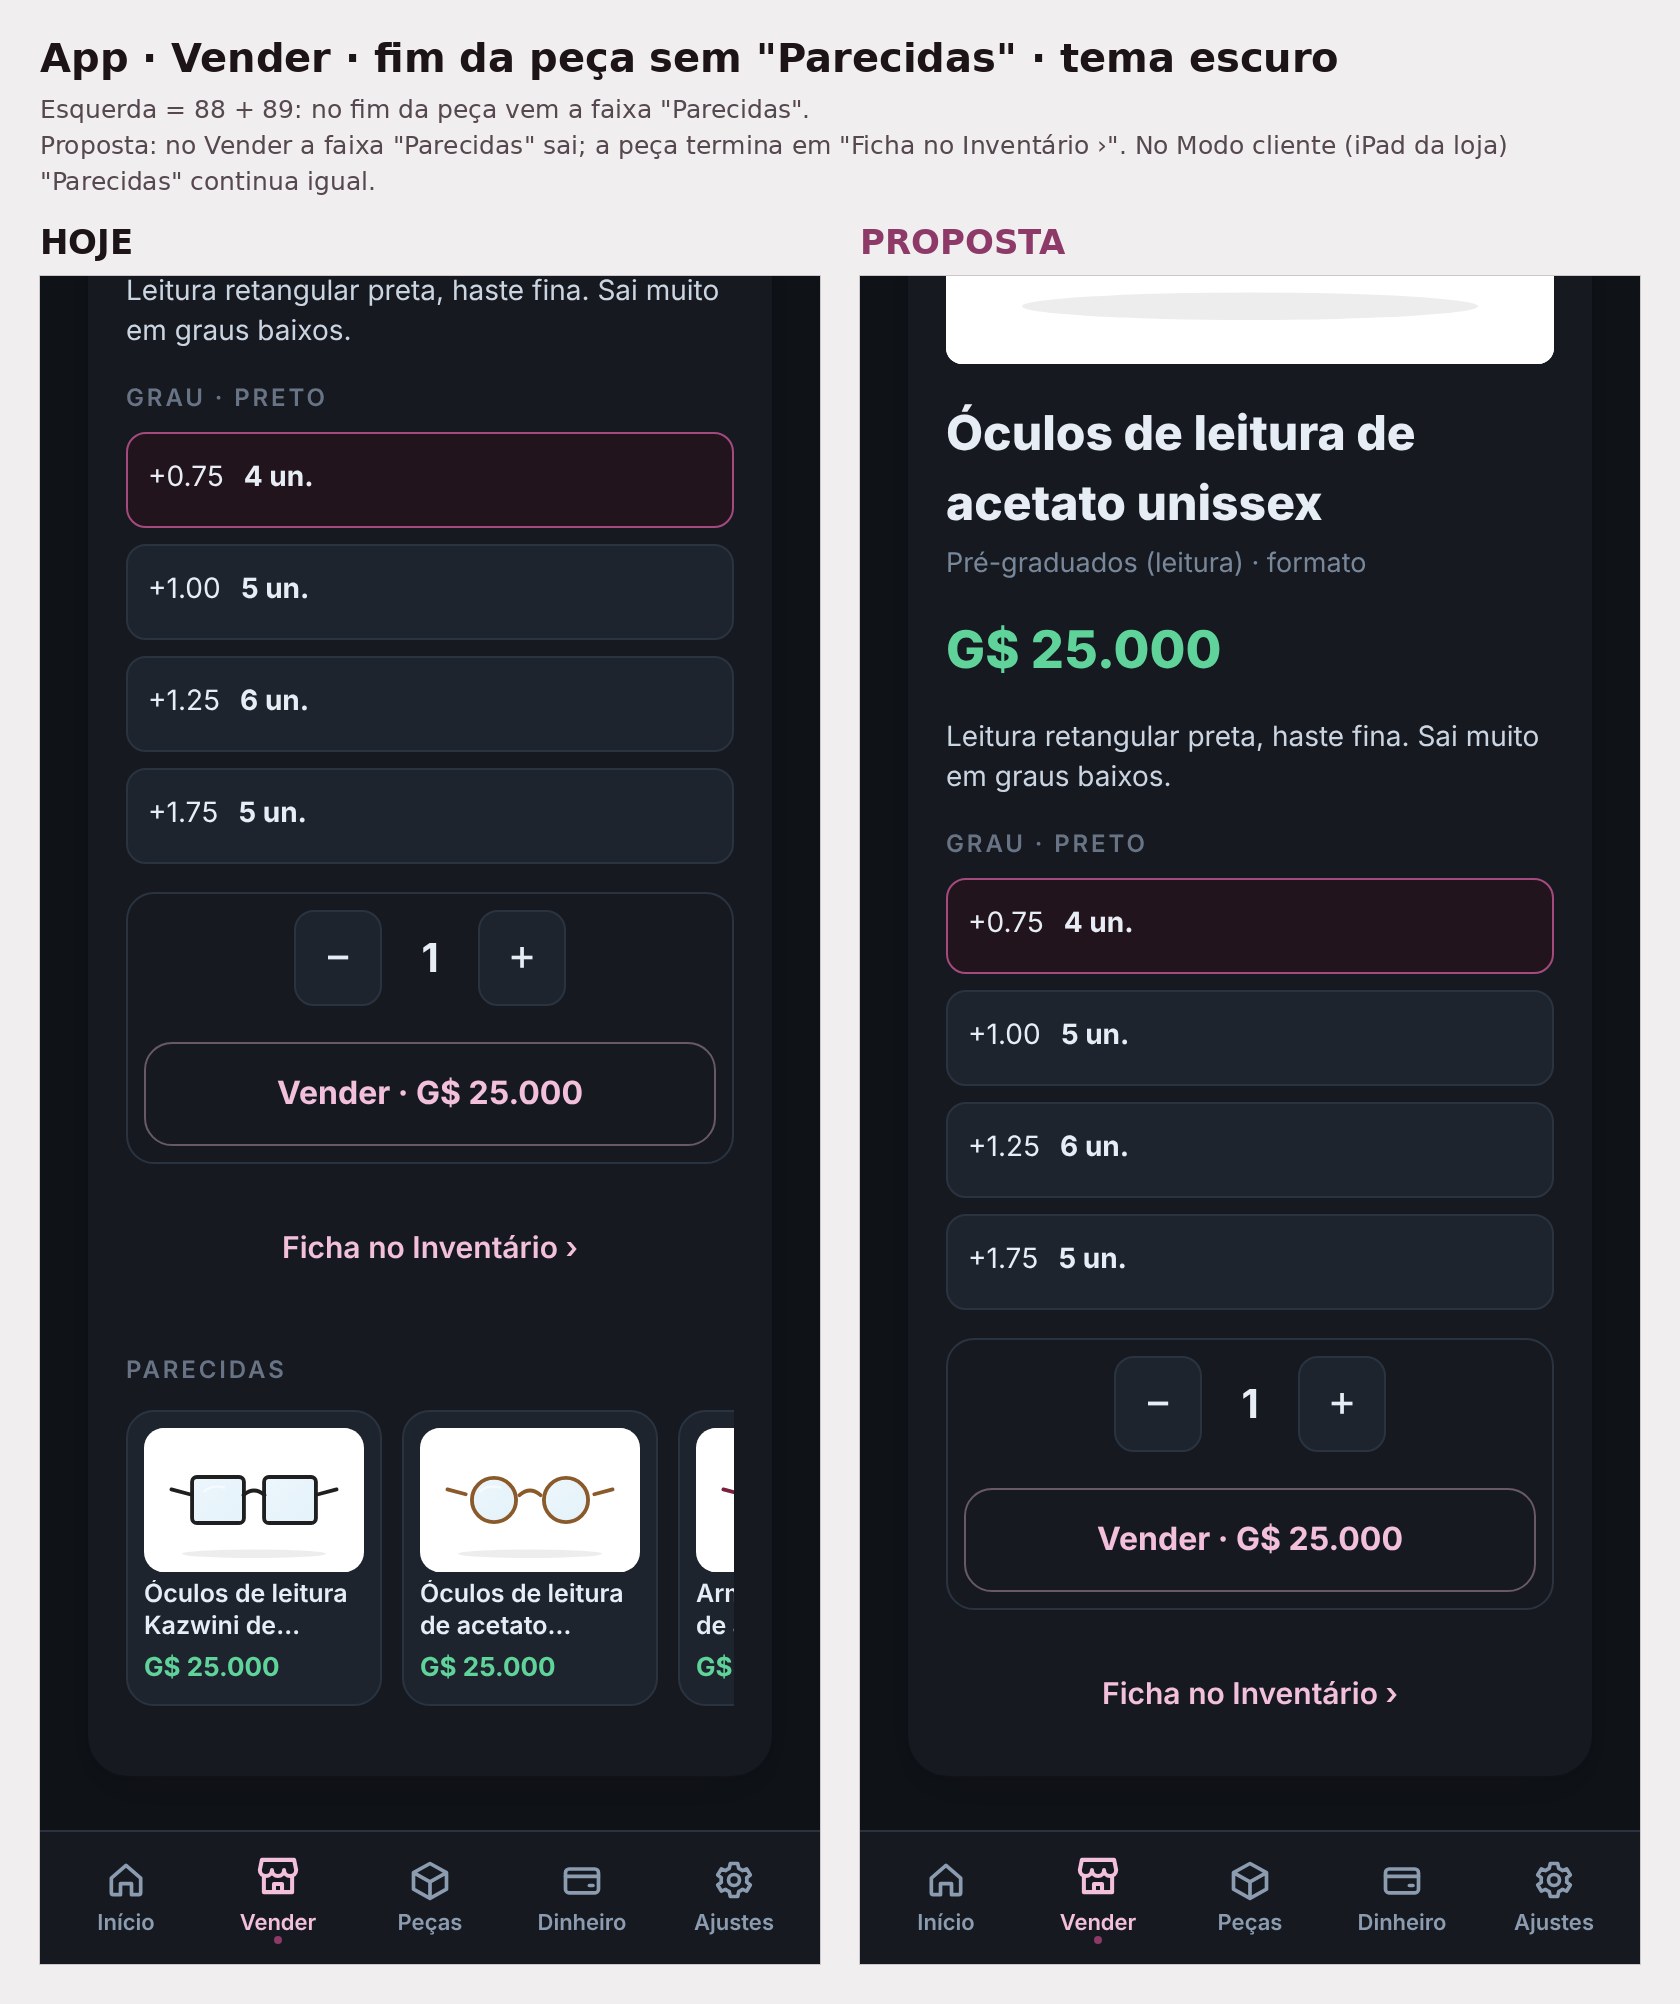 App · Vender · fim da peça sem "Parecidas" · tema escuro
Esquerda = 88 + 89: no fim da peça vem a faixa "Parecidas".
Proposta: no Vender a faixa "Parecidas" sai; a peça termina em "Ficha no Inventário ›". No Modo cliente (iPad da loja)
"Parecidas" continua igual.
HOJE
Leitura retangular preta, haste fina. Sai muito
em graus baixos.
GRAU · PRETO
+0.75 4 un.
+1.00 5 un.
+1.25 6 un.
+1.75 5 un.
− 1 +
Vender · G$ 25.000
Ficha no Inventário ›
PARECIDAS
Óculos de leitura
Kazwini de...
G$ 25.000
Óculos de leitura
de acetato...
G$ 25.000
de
G$
Início Vender Peças Dinheiro Ajustes
PROPOSTA
Óculos de leitura de
acetato unissex
Pré-graduados (leitura) · formato
G$ 25.000
Leitura retangular preta, haste fina. Sai muito
em graus baixos.
GRAU · PRETO
+0.75 4 un.
+1.00 5 un.
+1.25 6 un.
+1.75 5 un.
− 1 +
Vender · G$ 25.000
Ficha no Inventário ›
Início Vender Peças Dinheiro Ajustes